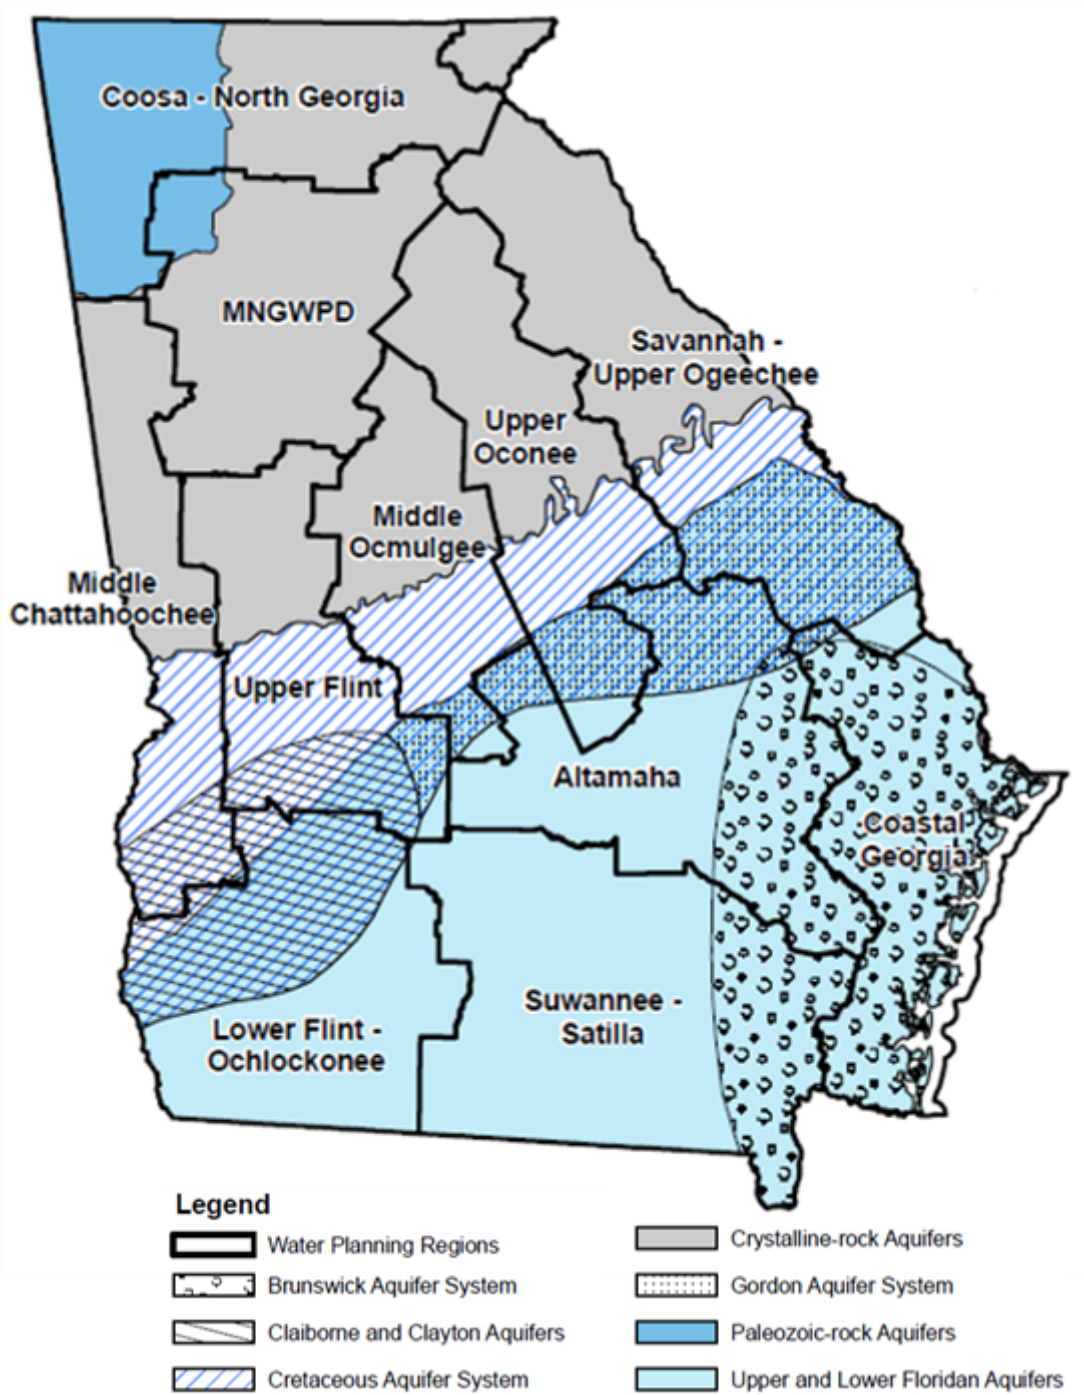 Coosa - North Georgia
MNGWPD
Savannah -
Upper Ogeechee
Upper
Oconee
Middle
Ocmulgee
Middle
Chattahoochee
Upper Flint
Altamaha
Coastal
Georgia
Suwannee -
Satilla
Lower Flint -
Ochlockonee
Legend
Water Planning Regions
Brunswick Aquifer System
Claiborne and Clayton Aquifers
Cretaceous Aquifer System
Crystalline-rock Aquifers
Gordon Aquifer System
Paleozoic-rock Aquifers
Upper and Lower Floridan Aquifers